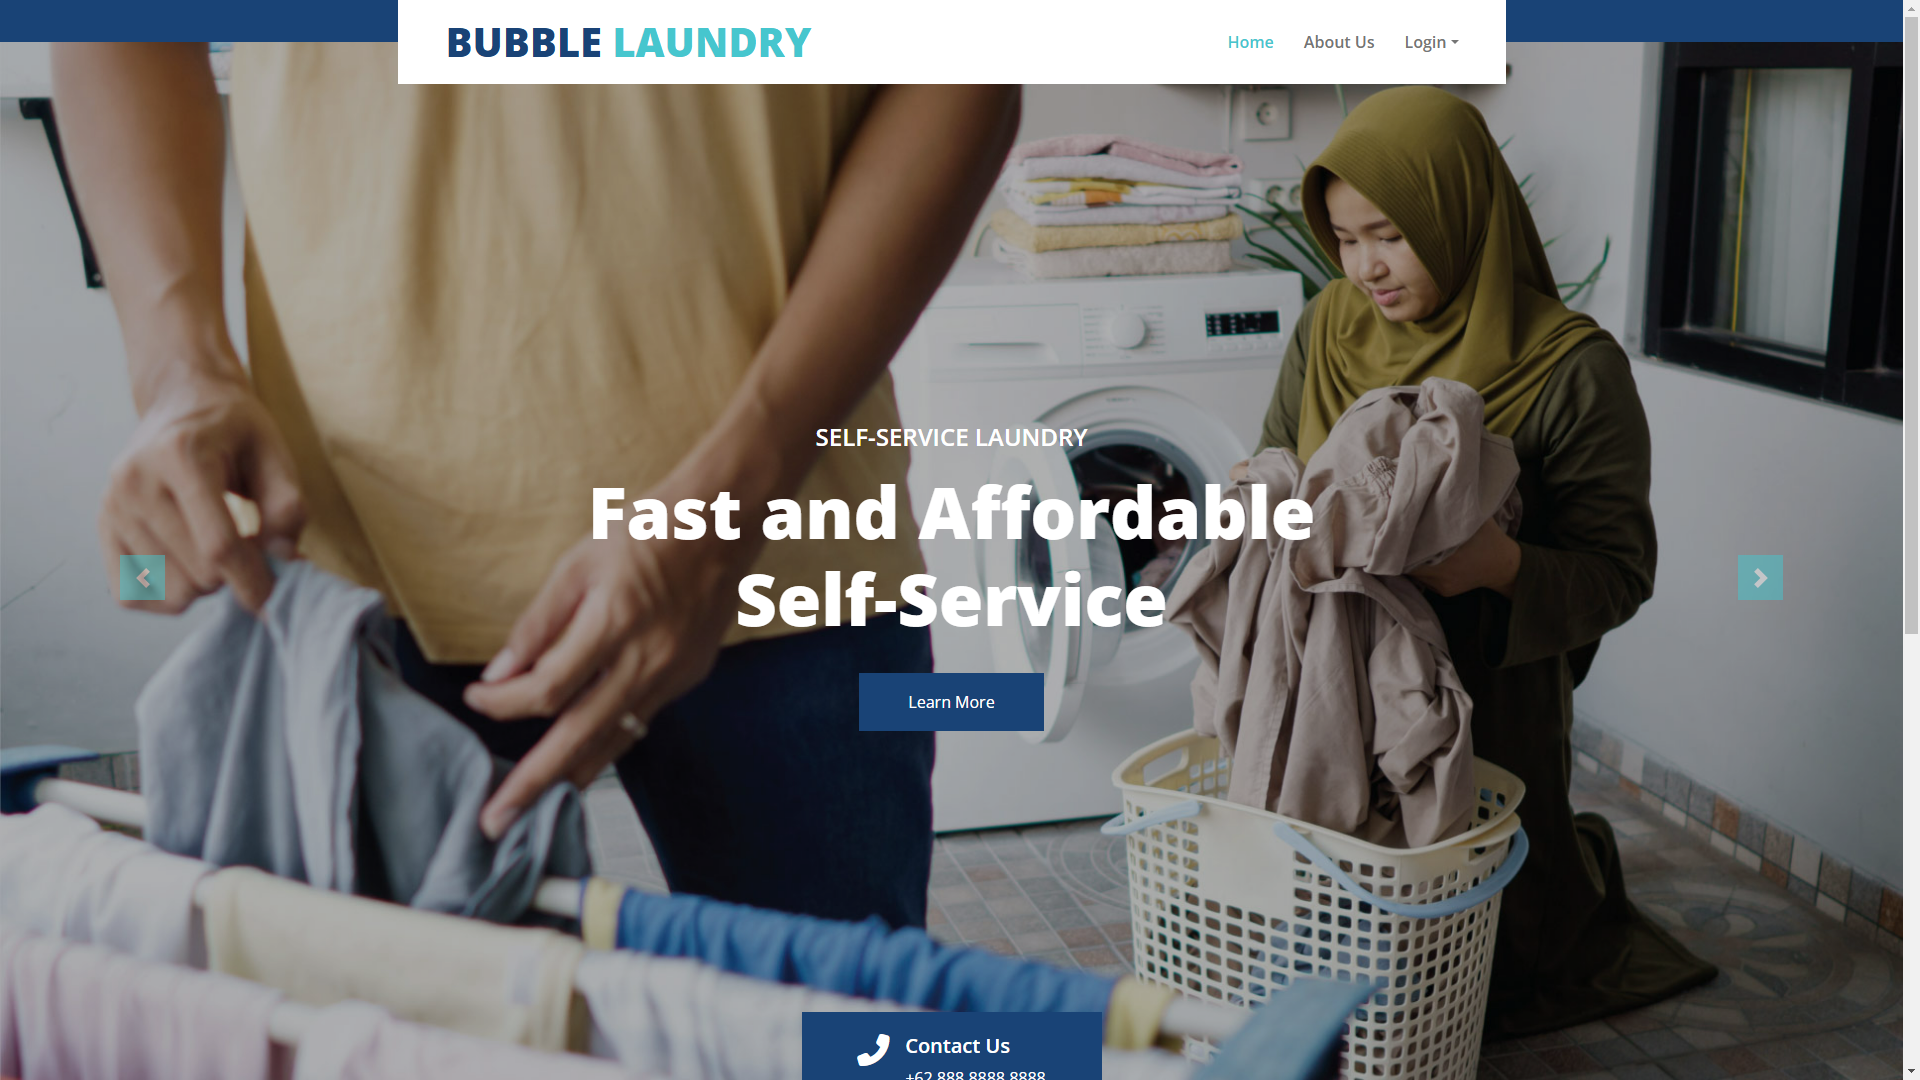 BUBBLE LAUNDRY
Home
About Us
Login
SELF-SERVICE LAUNDRY
Fast and Affordable
Self-Service
Learn More
Contact Us
+62 888 8888 8888